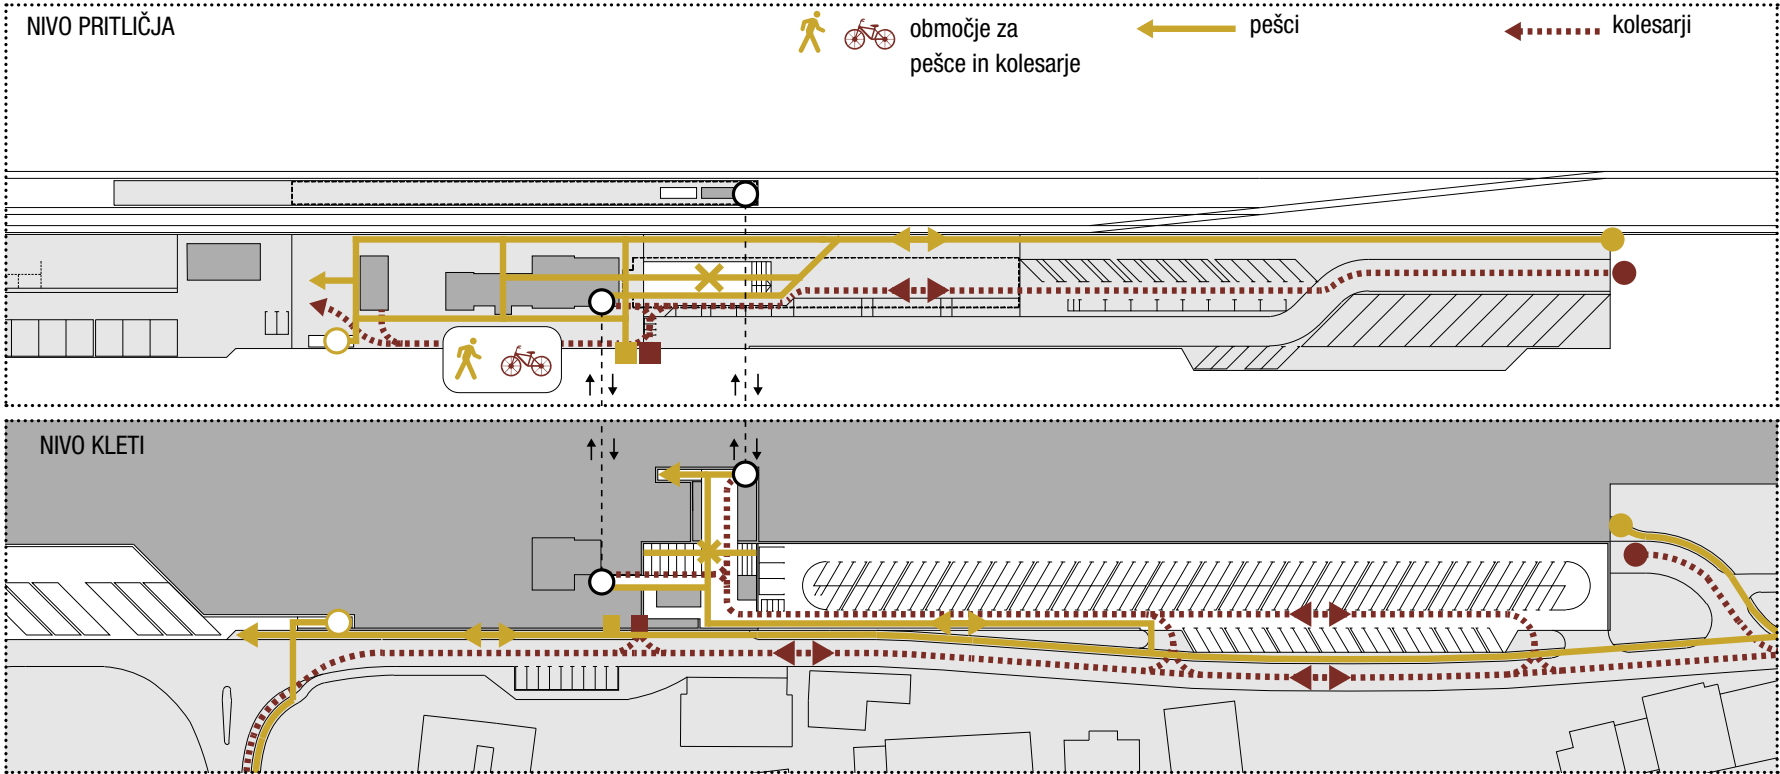 NIVO PRITLIČJA
območje za
pešce in kolesarje
pešci
kolesarji
NIVO KLETI